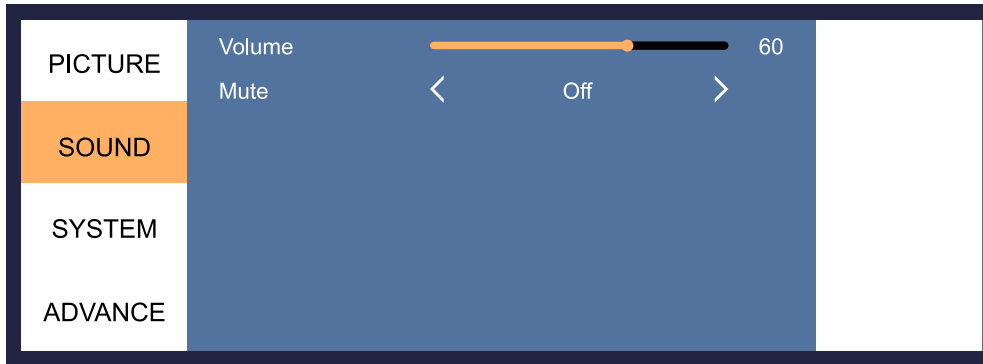 PICTURE
SOUND
SYSTEM
ADVANCE
Volume 60
Mute Off